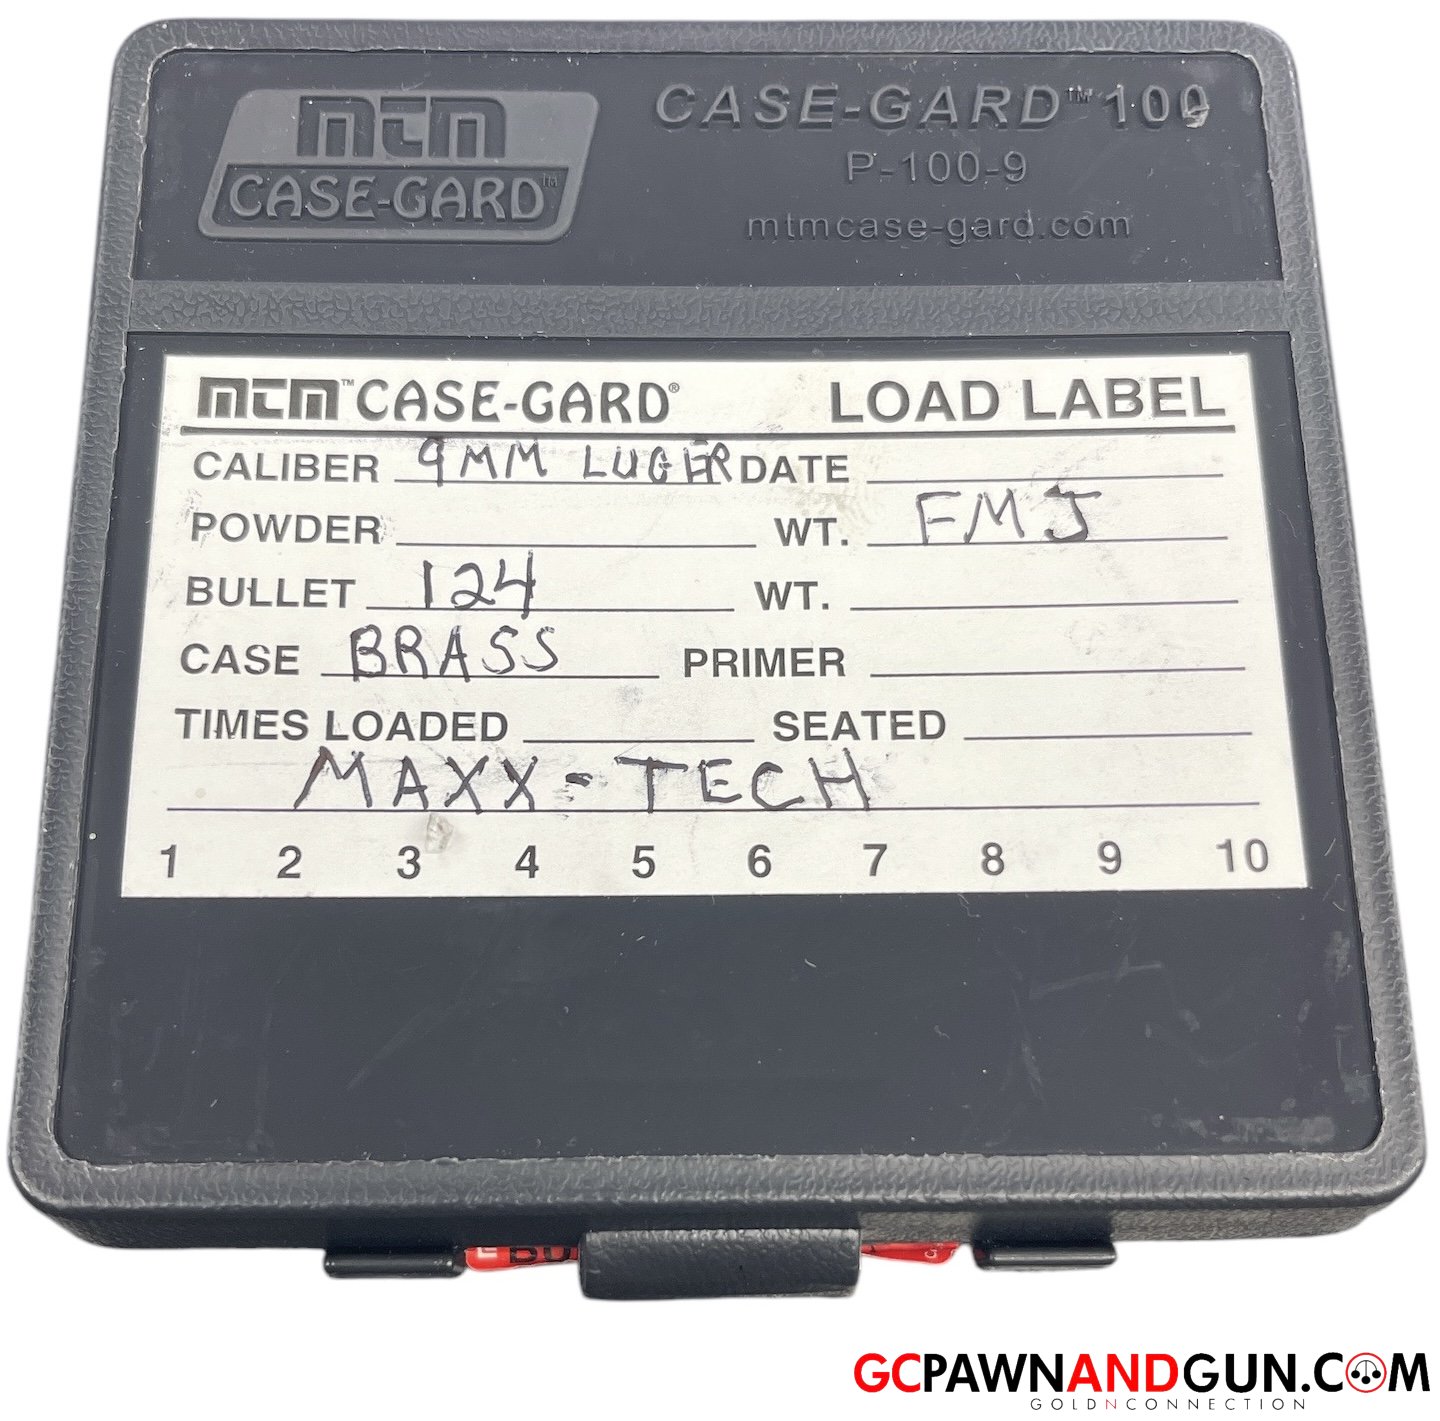 mtm CASE-GARD™
CASE-GARD™ 100
P-100-9
mtmcase-gard.com
mtm™ CASE-GARD® LOAD LABEL
CALIBER 9MM LUGER DATE
POWDER WT. FMJ
BULLET 124 WT.
CASE BRASS PRIMER
TIMES LOADED SEATED
MAXX-TECH
1 2 3 4 5 6 7 8 9 10
GCPAWNANDGUN.COM
GOLDNCONNECTION